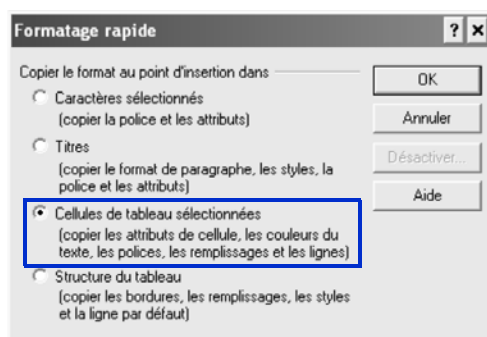 Formatage rapide
Copier le format au point d'insertion dans
Caractères sélectionnés
(copier la police et les attributs)
Titres
(copier le format de paragraphe, les styles, la
police et les attributs)
Cellules de tableau sélectionnées
(copier les attributs de cellule, les couleurs du
texte, les polices, les remplissages et les lignes)
Structure du tableau
(copier les bordures, les remplissages, les styles
et la ligne par défaut)
OK
Annuler
Désactiver...
Aide